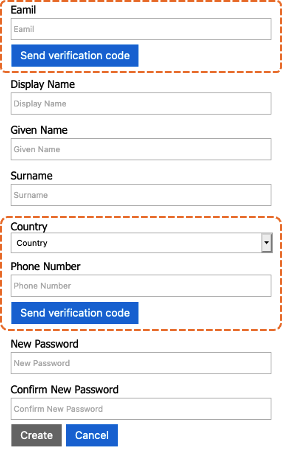 Eamil
Eamil
Send verification code
Display Name
Display Name
Given Name
Given Name
Surname
Surname
Country
Country
Phone Number
Phone Number
Send verification code
New Password
New Password
Confirm New Password
Confirm New Password
Create Cancel